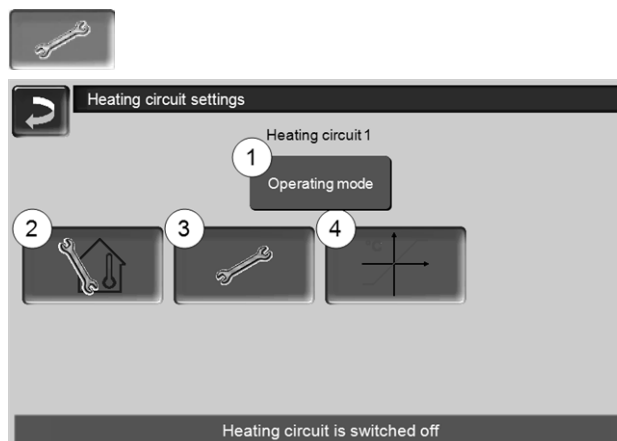 Heating circuit settings
Heating circuit 1
1
Operating mode
2
3
4
°C
Heating circuit is switched off